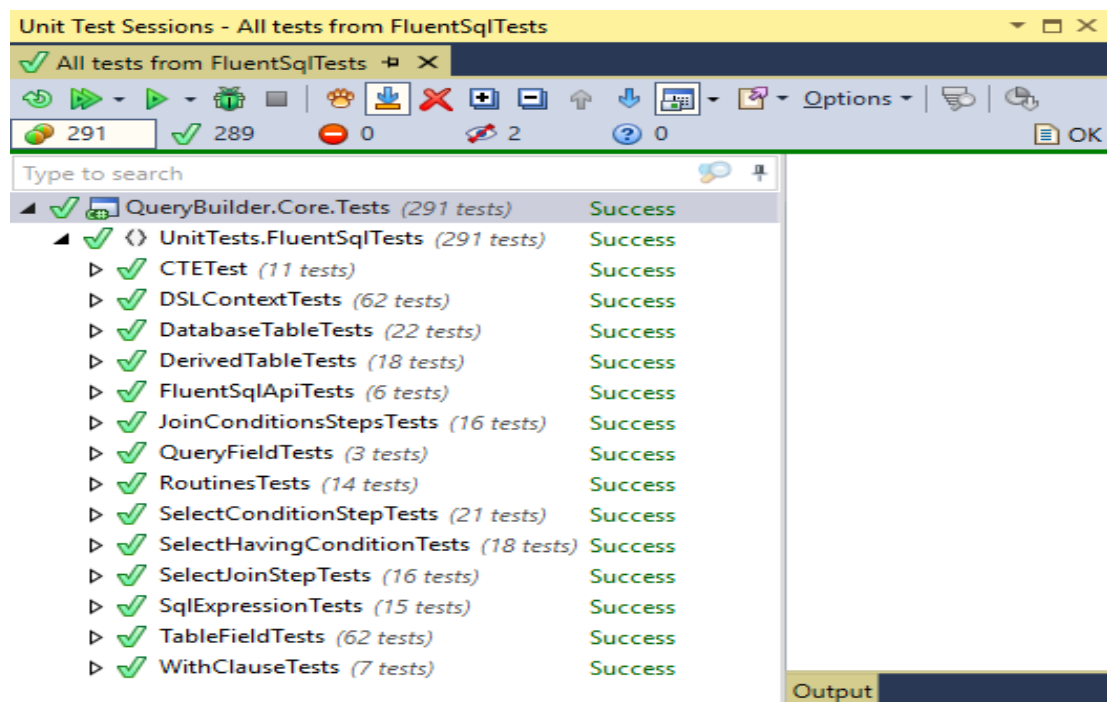 Unit Test Sessions - All tests from FluentSqlTests
All tests from FluentSqlTests
Options
291 289 0 2 0 OK
Type to search
QueryBuilder.Core.Tests (291 tests) Success
UnitTests.FluentSqlTests (291 tests) Success
CTETest (11 tests) Success
DSLContextTests (62 tests) Success
DatabaseTableTests (22 tests) Success
DerivedTableTests (18 tests) Success
FluentSqlApiTests (6 tests) Success
JoinConditionsStepsTests (16 tests) Success
QueryFieldTests (3 tests) Success
RoutinesTests (14 tests) Success
SelectConditionStepTests (21 tests) Success
SelectHavingConditionTests (18 tests) Success
SelectJoinStepTests (16 tests) Success
SqlExpressionTests (15 tests) Success
TableFieldTests (62 tests) Success
WithClauseTests (7 tests) Success
Output